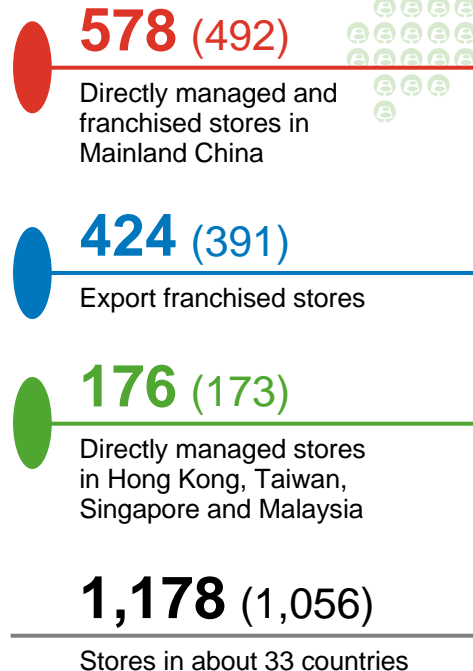 578 (492)
Directly managed and
franchised stores in
Mainland China
424 (391)
Export franchised stores
176 (173)
Directly managed stores
in Hong Kong, Taiwan,
Singapore and Malaysia
1,178 (1,056)
Stores in about 33 countries